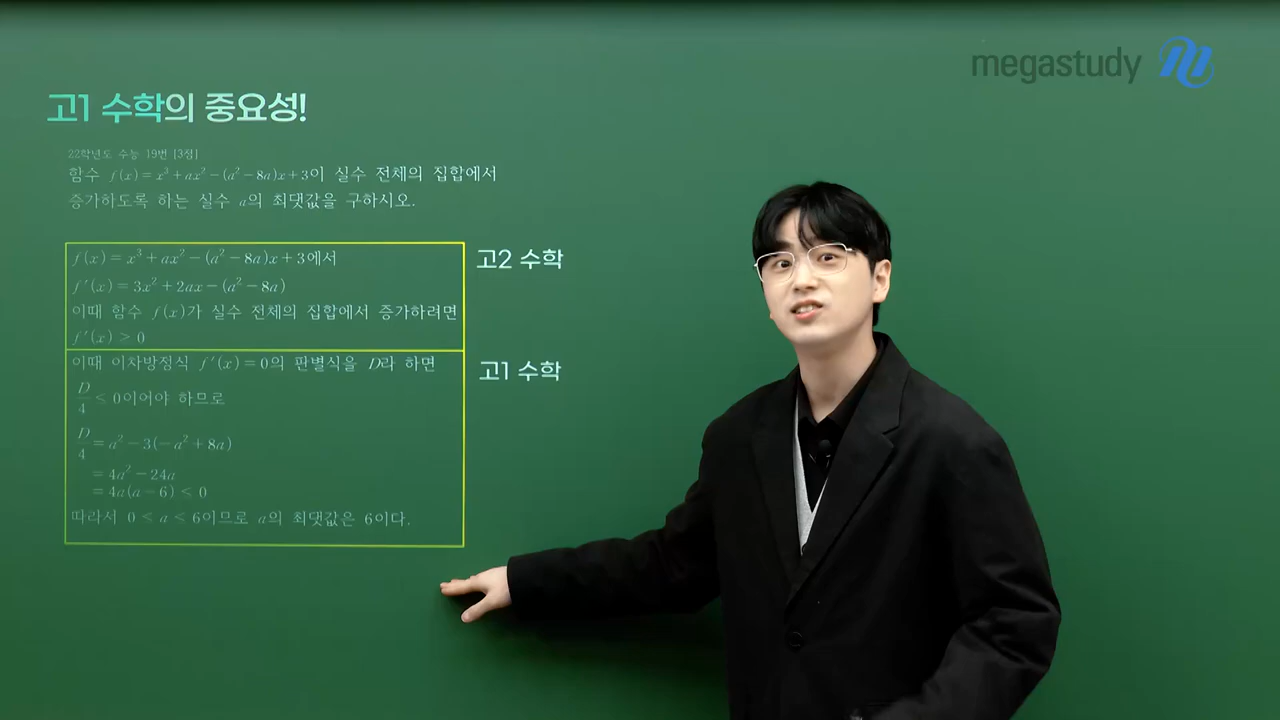 megastudy
고1 수학의 중요성!
22학년도 수능 19번 [3점]
함수 f(x)=x³+ax²-(a²-8a)x+3이 실수 전체의 집합에서
증가하도록 하는 실수 a의 최댓값을 구하시오.
f(x)=x³+ax²-(a²-8a)x+3에서
고2 수학
f'(x)=3x²+2ax-(a²-8a)
이때 함수 f(x)가 실수 전체의 집합에서 증가하려면
f'(x)≥0
이때 이차방정식 f'(x)=0의 판별식을 D라 하면
고1 수학
D/4≤0이어야 하므로
D/4=a²-3(-a²+8a)
=4a²-24a
=4a(a-6)≤0
따라서 0≤a≤6이므로 a의 최댓값은 6이다.